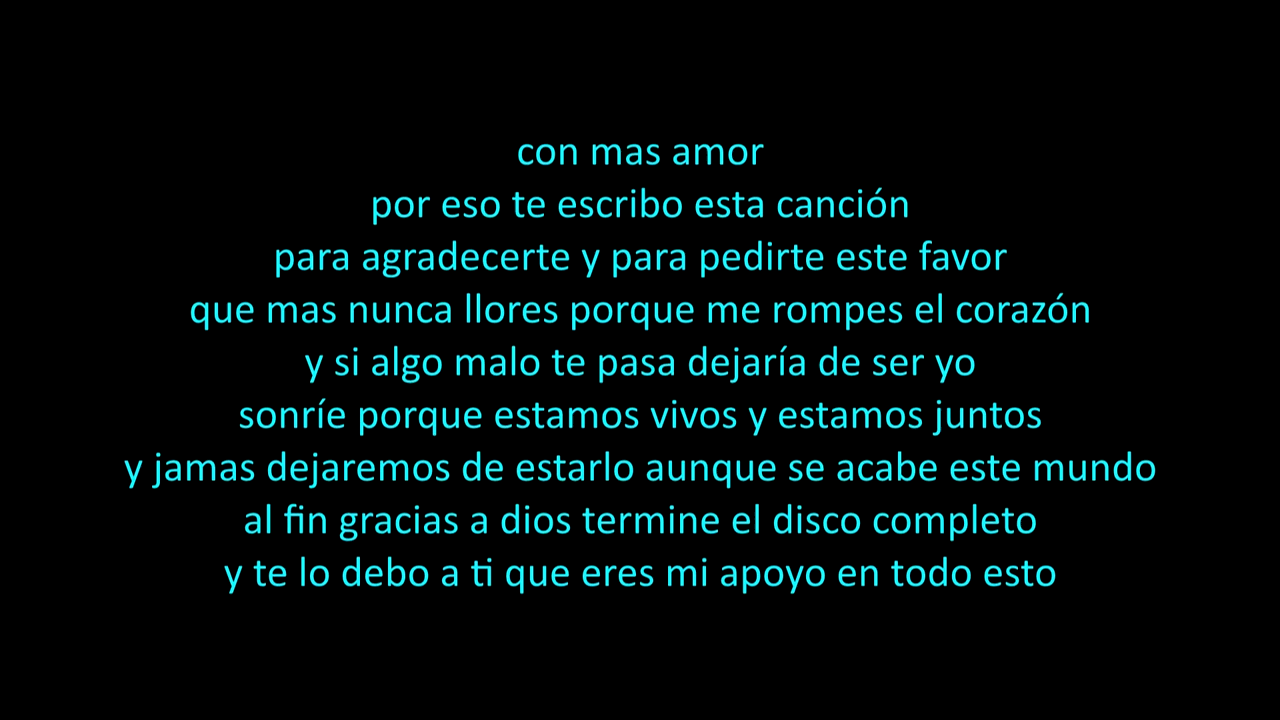 con mas amor
por eso te escribo esta canción
para agradecerte y para pedirte este favor
que mas nunca llores porque me rompes el corazón
y si algo malo te pasa dejaría de ser yo
sonríe porque estamos vivos y estamos juntos
y jamas dejaremos de estarlo aunque se acabe este mundo
al fin gracias a dios termine el disco completo
y te lo debo a ti que eres mi apoyo en todo esto